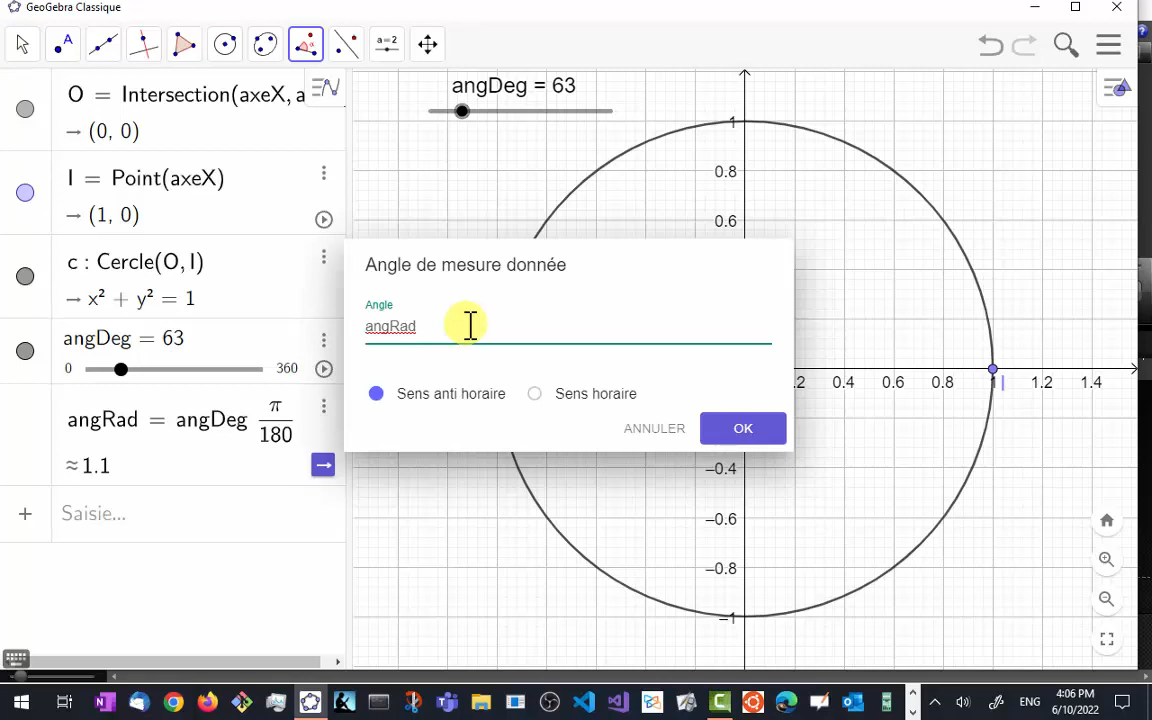 GeoGebra Classique
A
a=2
O = Intersection(axeX, a
→ (0, 0)
I = Point(axeX)
→ (1, 0)
c : Cercle(O, I)
→ x² + y² = 1
angDeg = 63
0
360
angRad = angDeg π/180
≈ 1.1
Saisie...
angDeg = 63
1
0.8
0.6
Angle de mesure donnée
Angle
angRad
Sens anti horaire
Sens horaire
ANNULER
OK
.2
0.4
0.6
0.8
1
I
1.2
1.4
–0.4
–0.6
–0.8
–1
ENG
4:06 PM
6/10/2022